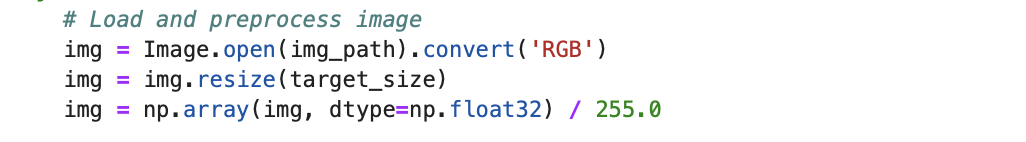 # Load and preprocess image
img = Image.open(img_path).convert('RGB')
img = img.resize(target_size)
img = np.array(img, dtype=np.float32) / 255.0